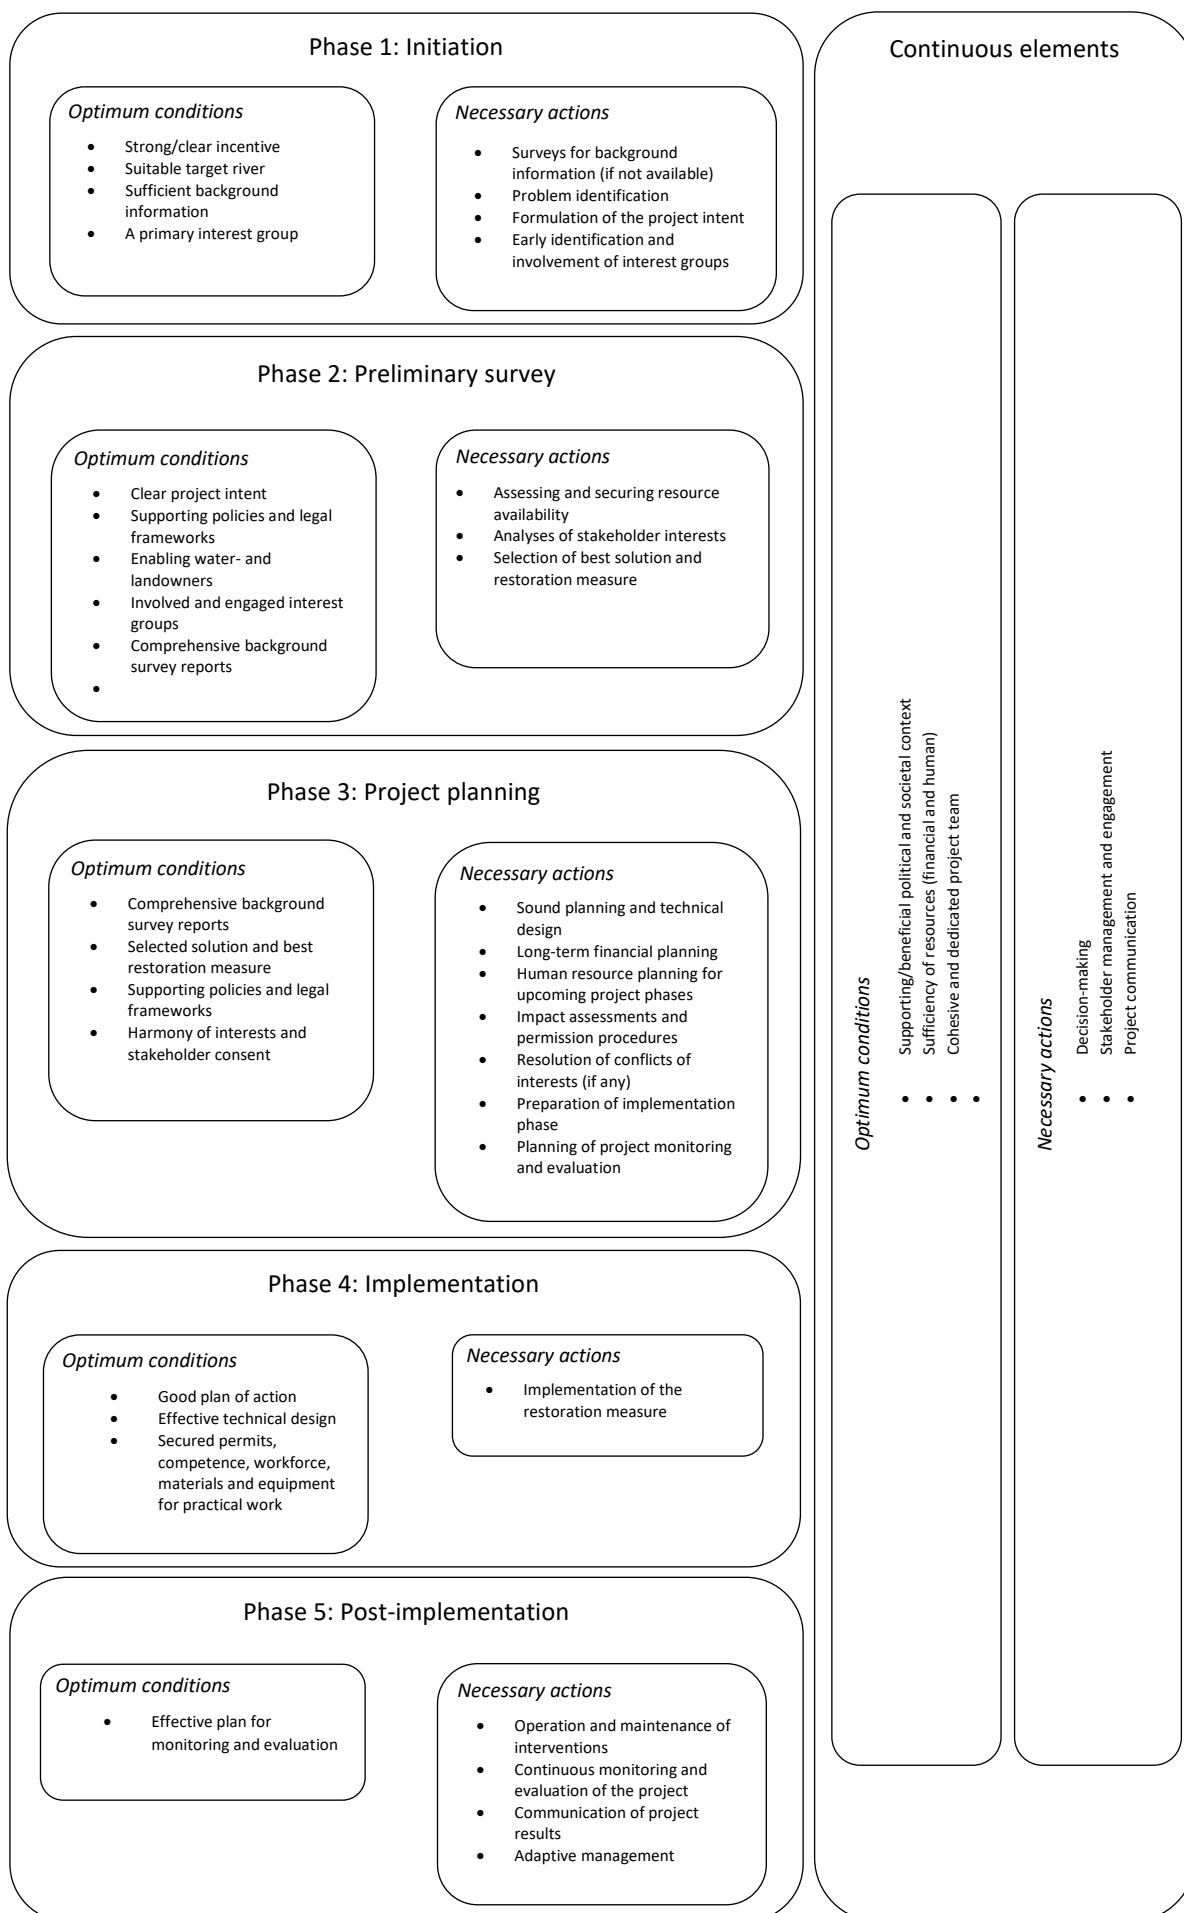 Phase 1: Initiation
Optimum conditions
• Strong/clear incentive
• Suitable target river
• Sufficient background
information
• A primary interest group
Necessary actions
• Surveys for background
information (if not available)
• Problem identification
• Formulation of the project intent
• Early identification and
involvement of interest groups
Phase 2: Preliminary survey
Optimum conditions
• Clear project intent
• Supporting policies and legal
frameworks
• Enabling water- and
landowners
• Involved and engaged interest
groups
• Comprehensive background
survey reports
•
Necessary actions
• Assessing and securing resource
availability
• Analyses of stakeholder interests
• Selection of best solution and
restoration measure
Phase 3: Project planning
Optimum conditions
• Comprehensive background
survey reports
• Selected solution and best
restoration measure
• Supporting policies and legal
frameworks
• Harmony of interests and
stakeholder consent
Necessary actions
• Sound planning and technical
design
• Long-term financial planning
• Human resource planning for
upcoming project phases
• Impact assessments and
permission procedures
• Resolution of conflicts of
interests (if any)
• Preparation of implementation
phase
• Planning of project monitoring
and evaluation
Phase 4: Implementation
Optimum conditions
• Good plan of action
• Effective technical design
• Secured permits,
competence, workforce,
materials and equipment
for practical work
Necessary actions
• Implementation of the
restoration measure
Phase 5: Post-implementation
Optimum conditions
• Effective plan for
monitoring and evaluation
Necessary actions
• Operation and maintenance of
interventions
• Continuous monitoring and
evaluation of the project
• Communication of project
results
• Adaptive management
Continuous elements
Optimum conditions
• Supporting/beneficial political and societal context
• Sufficiency of resources (financial and human)
• Cohesive and dedicated project team
•
Necessary actions
• Decision-making
• Stakeholder management and engagement
• Project communication